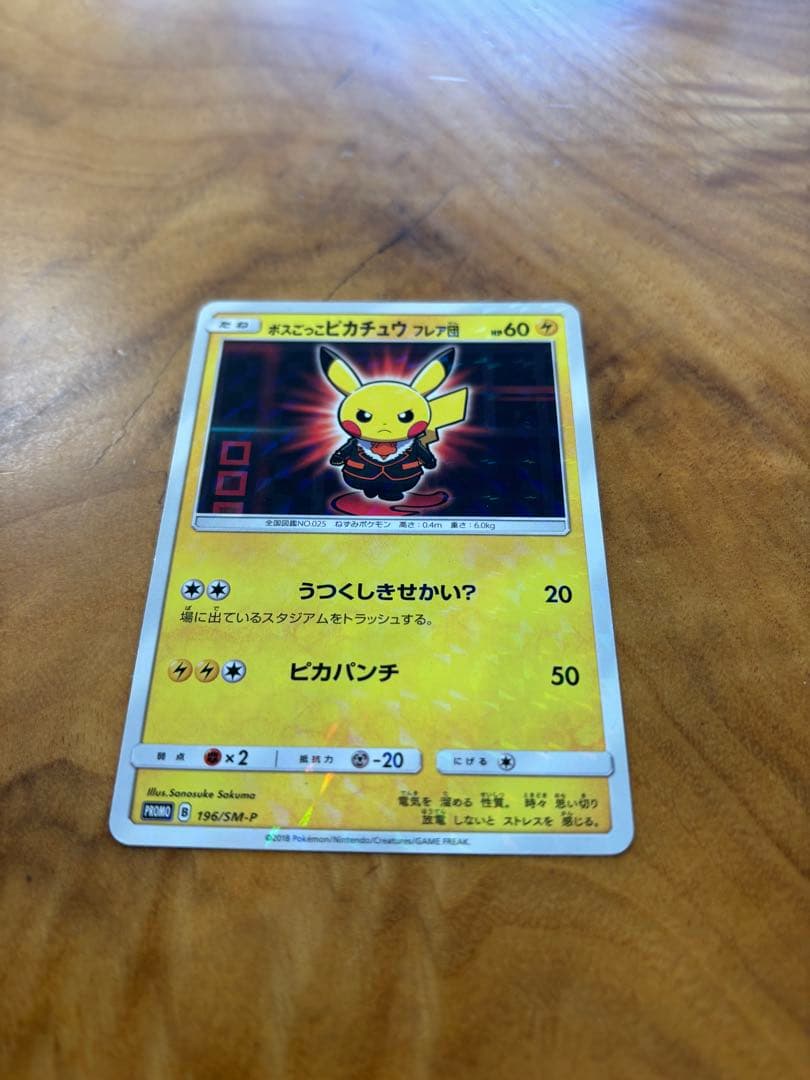 たね ボスごっこピカチュウ フレア団 HP60
全国図鑑NO.025 ねずみポケモン 高さ:0.4m 重さ:6.0kg
うつくしきせかい? 20
場に出ているスタジアムをトラッシュする。
ピカパンチ 50
弱点 ×2 抵抗力 -20 にげる
Illus.Sanosuke Sakuma
電気を 溜める 性質。 時々 思い切り
放電 しないと ストレスを 感じる。
PROMO B 196/SM-P
©2018 Pokémon/Nintendo/Creatures/GAME FREAK.